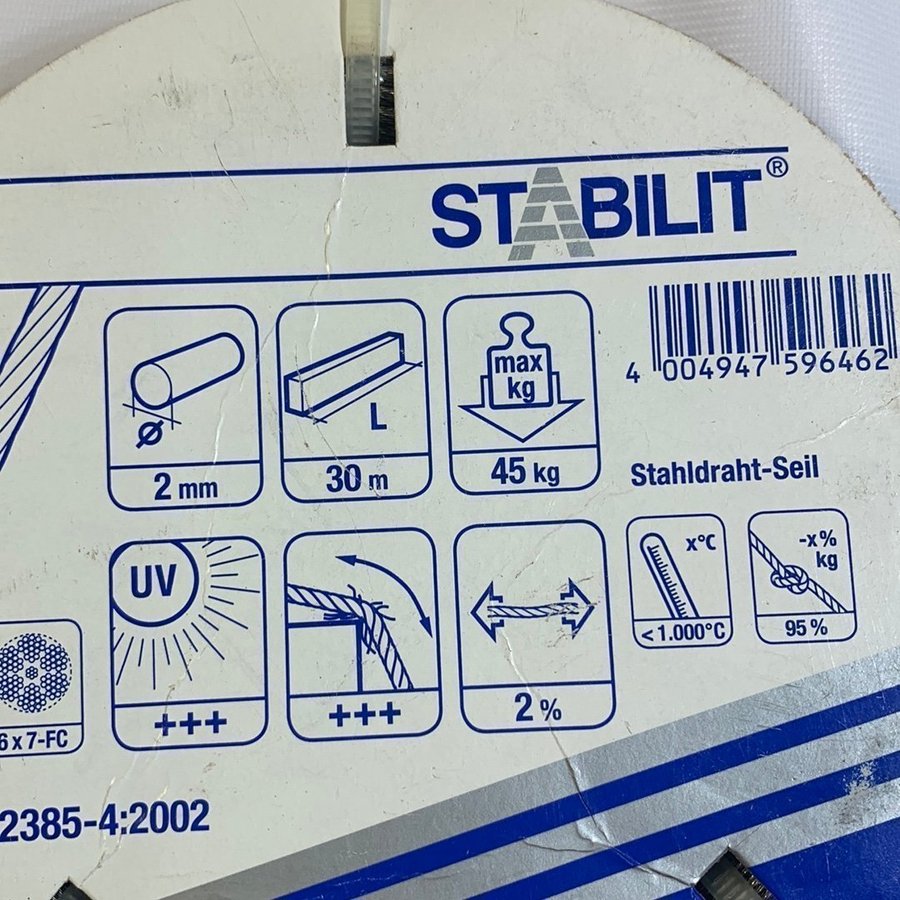 STABILIT®
4 004947 596462
max
kg
Ø
L
2 mm
30 m
45 kg
Stahldraht-Seil
UV
x°C
-x%
kg
< 1.000°C
95 %
6 x 7-FC
+++
+++
2 %
2385-4:2002